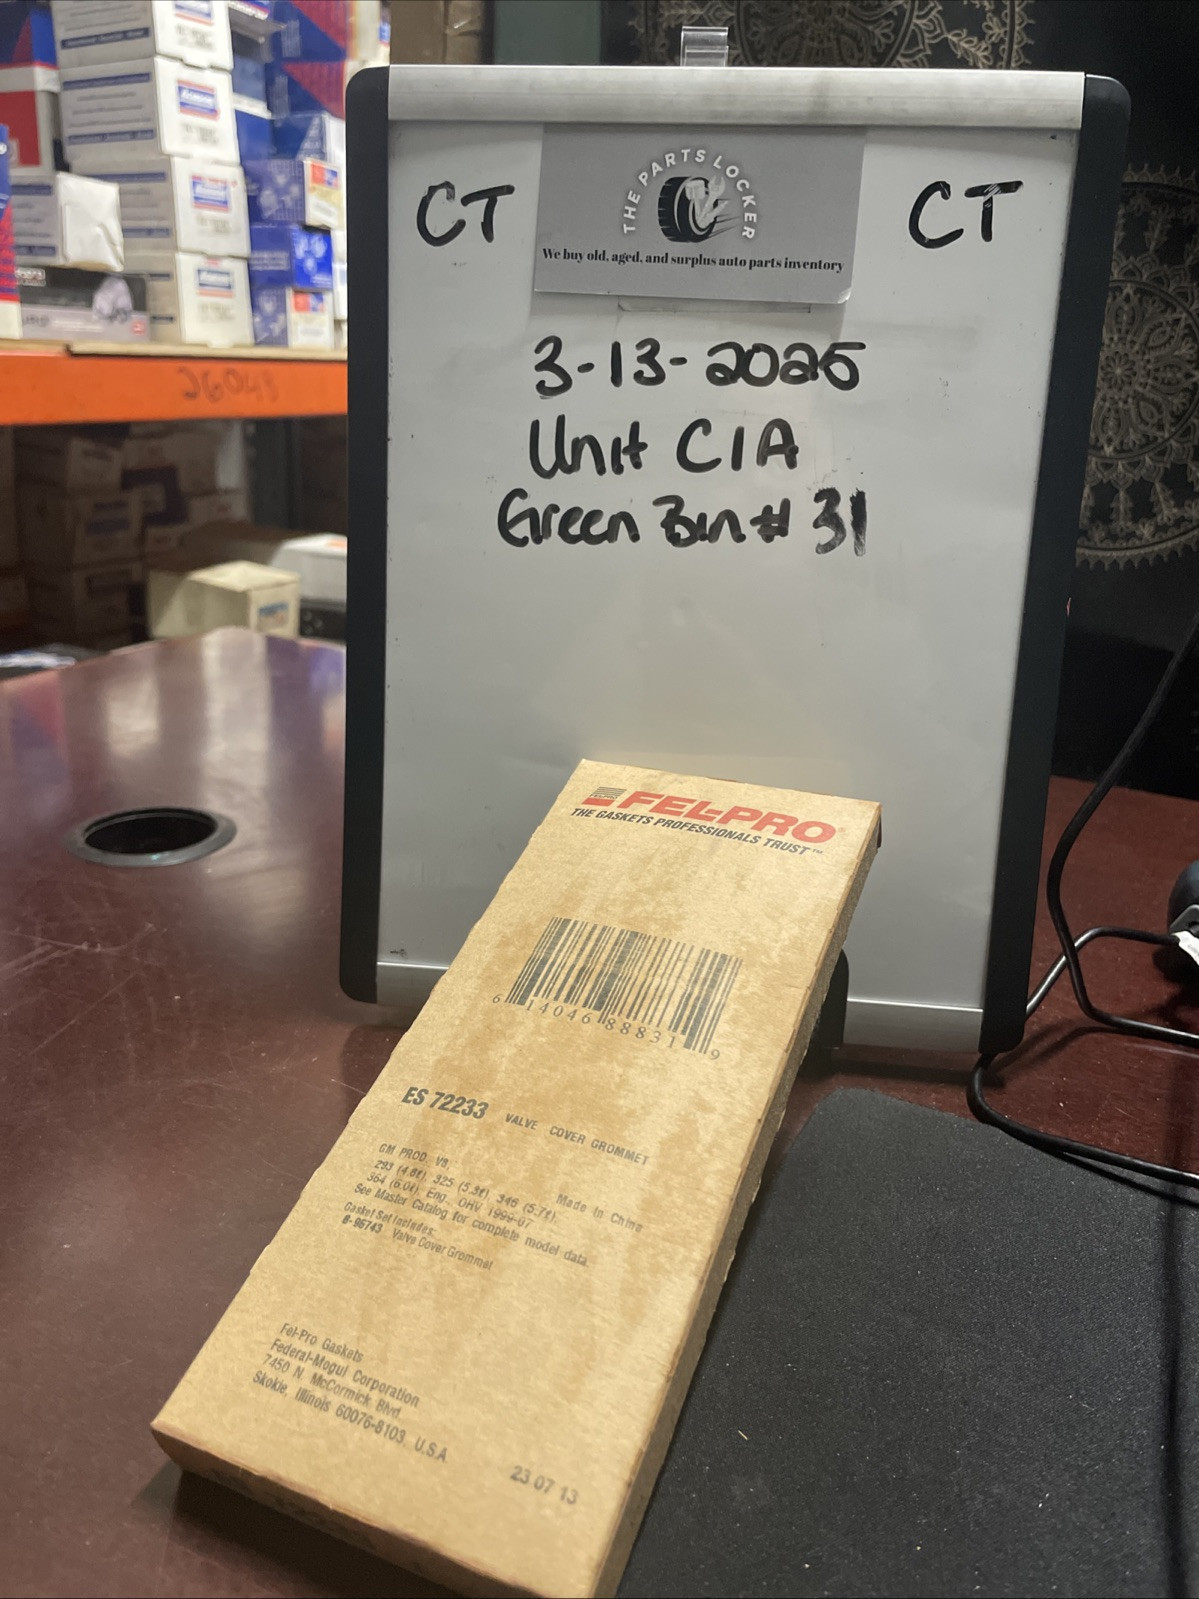 THE PARTS LOCKER
We buy old, aged, and surplus auto parts inventory
CT CT
3-13-2025
Unit C1A
Green Bin # 31
26043
FEL-PRO
THE GASKETS PROFESSIONALS TRUST™
6 14046 88831 9
ES 72233 VALVE COVER GROMMET
GM PROD V8,
293 (4.8ℓ), 325 (5.3ℓ), 346 (5.7ℓ),
364 (6.0ℓ), Eng., OHV 1999-07
Made in China
See Master Catalog for complete model data.
Gasket Set Includes:
8-96743 Valve Cover Grommet
Fel-Pro Gaskets
Federal-Mogul Corporation
7450 N. McCormick Blvd.
Skokie, Illinois 60076-8103, U.S.A.
23 07 13